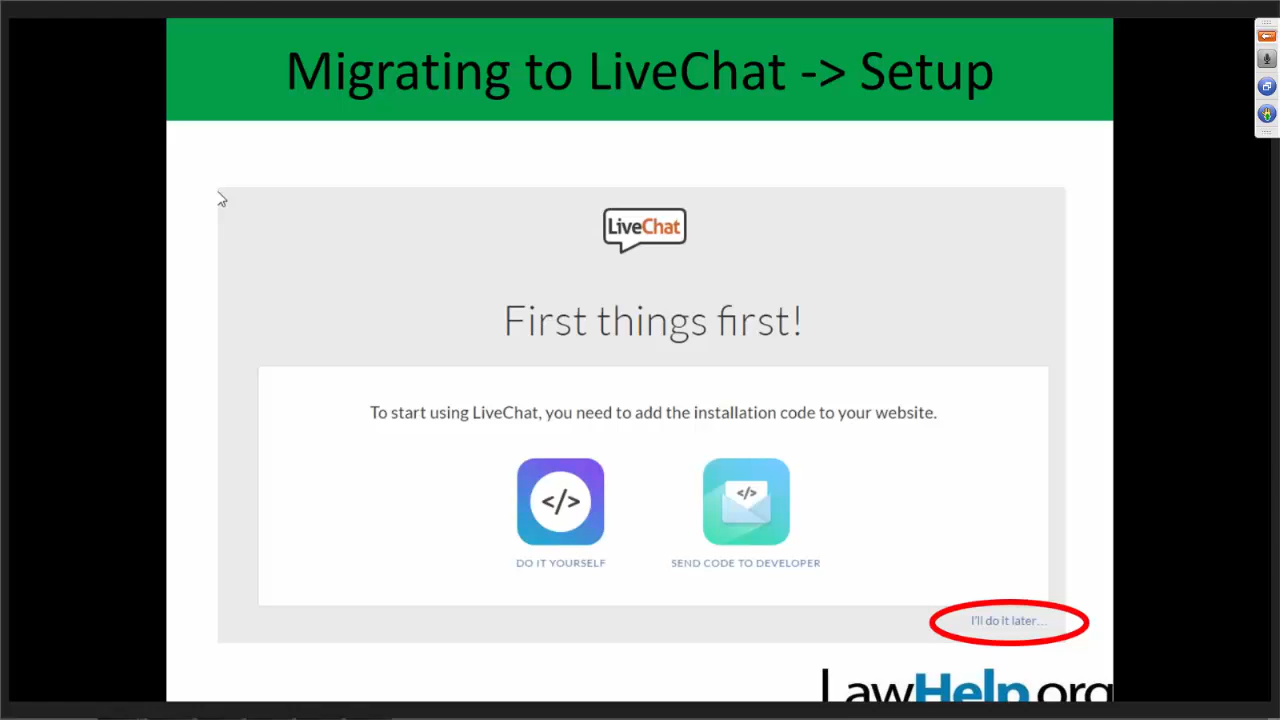 Migrating to LiveChat -> Setup
LiveChat
First things first!
To start using LiveChat, you need to add the installation code to your website.
</>
</>
DO IT YOURSELF
SEND CODE TO DEVELOPER
I'll do it later...
LawHelp.org